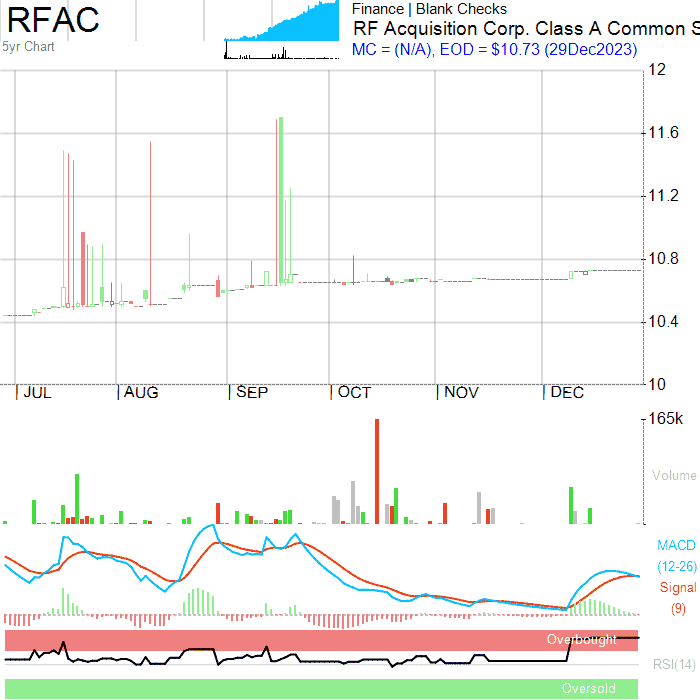 RFAC
5yr Chart
Finance | Blank Checks
RF Acquisition Corp. Class A Common S
MC = (N/A), EOD = $10.73 (29Dec2023)
12
11.6
11.2
10.8
10.4
10
JUL AUG SEP OCT NOV DEC
165k
Volume
MACD
(12-26)
Signal
(9)
Overbought
RSI(14)
Oversold